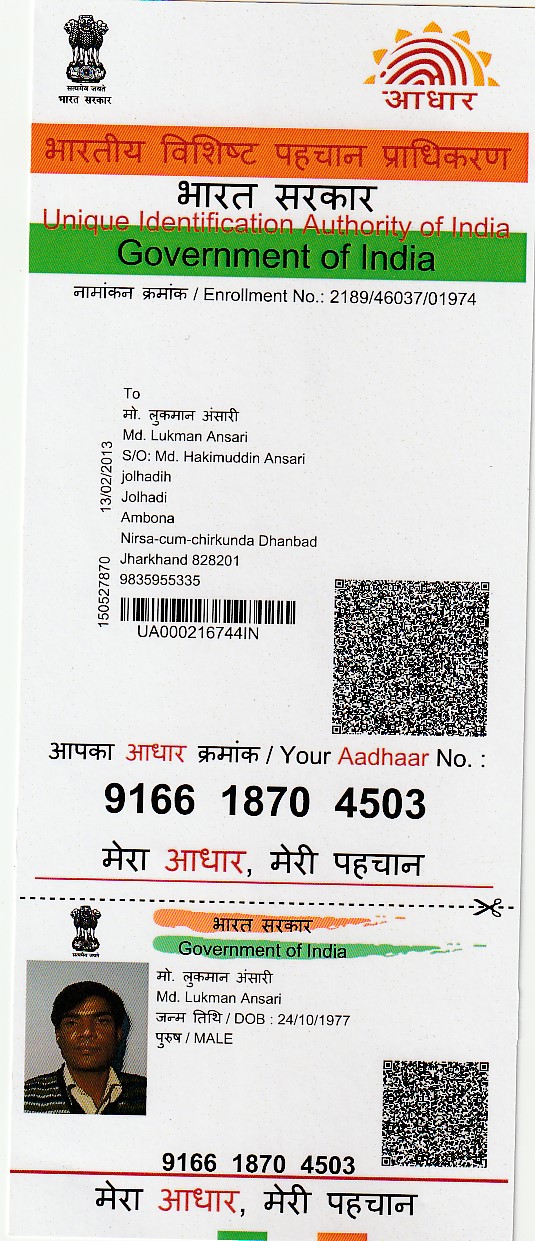 सत्यमेव जयते
भारत सरकार
आधार
भारतीय विशिष्ट पहचान प्राधिकरण
भारत सरकार
Unique Identification Authority of India
Government of India
नामांकन क्रमांक / Enrollment No.: 2189/46037/01974
To
मो. लुकमान अंसारी
Md. Lukman Ansari
S/O: Md. Hakimuddin Ansari
jolhadih
Jolhadi
Ambona
Nirsa-cum-chirkunda Dhanbad
Jharkhand 828201
9835955335
13/02/2013
150527870
UA000216744IN
आपका आधार क्रमांक / Your Aadhaar No. :
9166 1870 4503
मेरा आधार, मेरी पहचान
सत्यमेव जयते
भारत सरकार
Government of India
मो. लुकमान अंसारी
Md. Lukman Ansari
जन्म तिथि / DOB : 24/10/1977
पुरुष / MALE
9166 1870 4503
मेरा आधार, मेरी पहचान